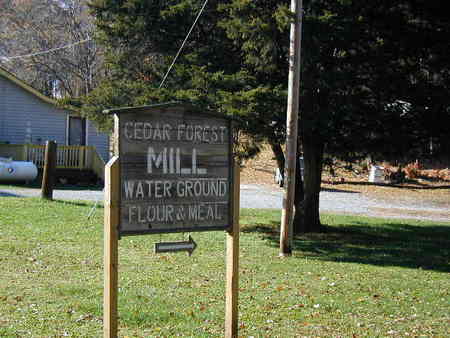 CEDAR FOREST
MILL
WATER GROUND
FLOUR & MEAL